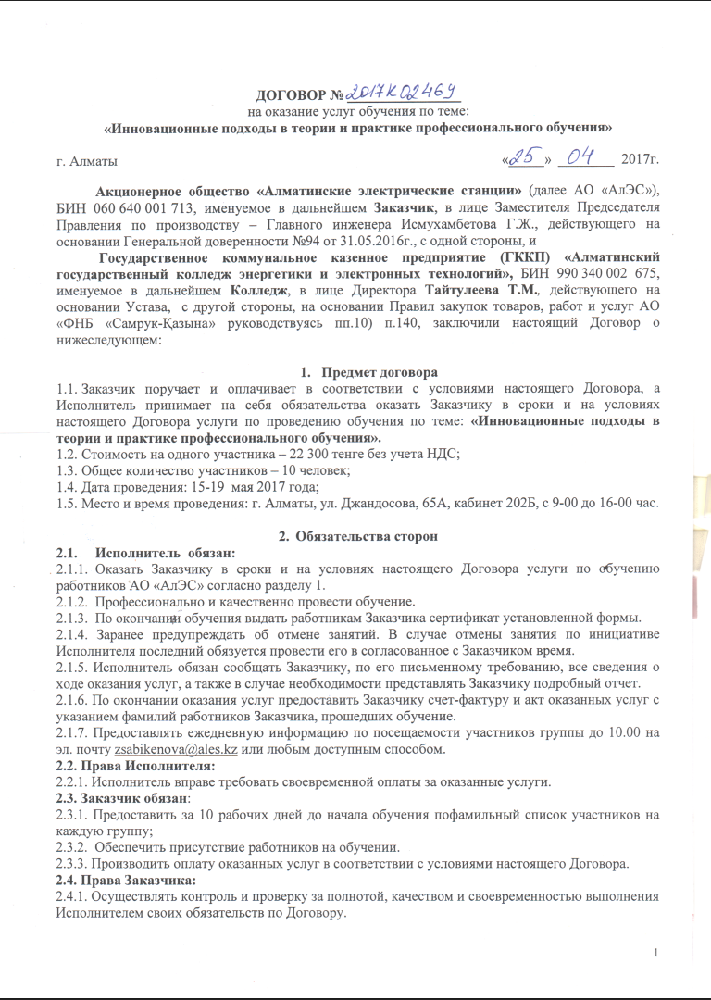 ДОГОВОР № 2017К02469
на оказание услуг обучения по теме:
«Инновационные подходы в теории и практике профессионального обучения»
г. Алматы «25» 04 2017г.
Акционерное общество «Алматинские электрические станции» (далее АО «АлЭС»),
БИН 060 640 001 713, именуемое в дальнейшем Заказчик, в лице Заместителя Председателя
Правления по производству – Главного инженера Исмухамбетова Г.Ж., действующего на
основании Генеральной доверенности №94 от 31.05.2016г., с одной стороны, и
Государственное коммунальное казенное предприятие (ГККП) «Алматинский
государственный колледж энергетики и электронных технологий», БИН 990 340 002 675,
именуемое в дальнейшем Колледж, в лице Директора Тайтулеева Т.М., действующего на
основании Устава, с другой стороны, на основании Правил закупок товаров, работ и услуг АО
«ФНБ «Самрук-Қазына» руководствуясь пп.10) п.140, заключили настоящий Договор о
нижеследующем:
1. Предмет договора
1.1. Заказчик поручает и оплачивает в соответствии с условиями настоящего Договора, а
Исполнитель принимает на себя обязательства оказать Заказчику в сроки и на условиях
настоящего Договора услуги по проведению обучения по теме: «Инновационные подходы в
теории и практике профессионального обучения».
1.2. Стоимость на одного участника – 22 300 тенге без учета НДС;
1.3. Общее количество участников – 10 человек;
1.4. Дата проведения: 15-19 мая 2017 года;
1.5. Место и время проведения: г. Алматы, ул. Джандосова, 65А, кабинет 202Б, с 9-00 до 16-00 час.
2. Обязательства сторон
2.1. Исполнитель обязан:
2.1.1. Оказать Заказчику в сроки и на условиях настоящего Договора услуги по обучению
работников АО «АлЭС» согласно разделу 1.
2.1.2. Профессионально и качественно провести обучение.
2.1.3. По окончании обучения выдать работникам Заказчика сертификат установленной формы.
2.1.4. Заранее предупреждать об отмене занятий. В случае отмены занятия по инициативе
Исполнителя последний обязуется провести его в согласованное с Заказчиком время.
2.1.5. Исполнитель обязан сообщать Заказчику, по его письменному требованию, все сведения о
ходе оказания услуг, а также в случае необходимости представлять Заказчику подробный отчет.
2.1.6. По окончании оказания услуг предоставить Заказчику счет-фактуру и акт оказанных услуг с
указанием фамилий работников Заказчика, прошедших обучение.
2.1.7. Предоставлять ежедневную информацию по посещаемости участников группы до 10.00 на
эл. почту zsabikenova@ales.kz или любым доступным способом.
2.2. Права Исполнителя:
2.2.1. Исполнитель вправе требовать своевременной оплаты за оказанные услуги.
2.3. Заказчик обязан:
2.3.1. Предоставить за 10 рабочих дней до начала обучения пофамильный список участников на
каждую группу;
2.3.2. Обеспечить присутствие работников на обучении.
2.3.3. Производить оплату оказанных услуг в соответствии с условиями настоящего Договора.
2.4. Права Заказчика:
2.4.1. Осуществлять контроль и проверку за полнотой, качеством и своевременностью выполнения
Исполнителем своих обязательств по Договору.
1